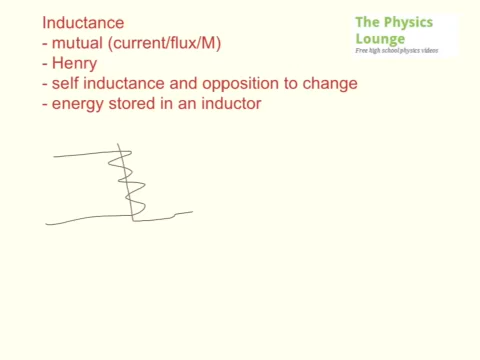 Inductance
- mutual (current/flux/M)
- Henry
- self inductance and opposition to change
- energy stored in an inductor
The Physics
Lounge
Free high school physics videos